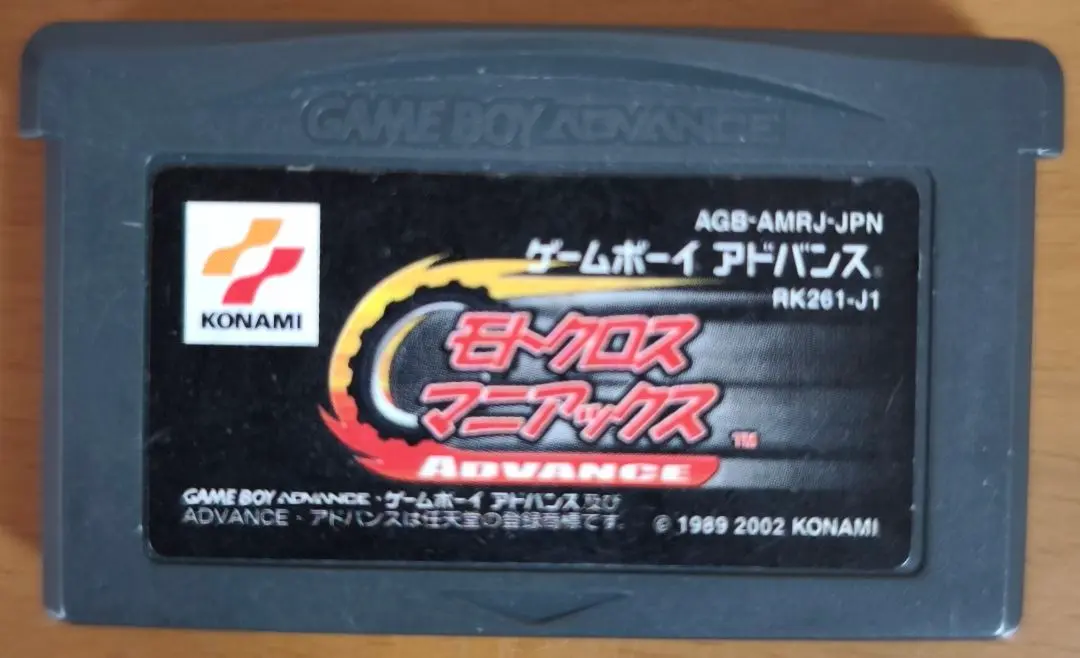 GAME BOY ADVANCE
KONAMI
AGB-AMRJ-JPN
ゲームボーイ アドバンス
RK261-J1
モトクロス
マニアックス
TM
ADVANCE
GAME BOY ADVANCE・ゲームボーイ アドバンス及び
ADVANCE・アドバンスは任天堂の登録商標です。
© 1989 2002 KONAMI